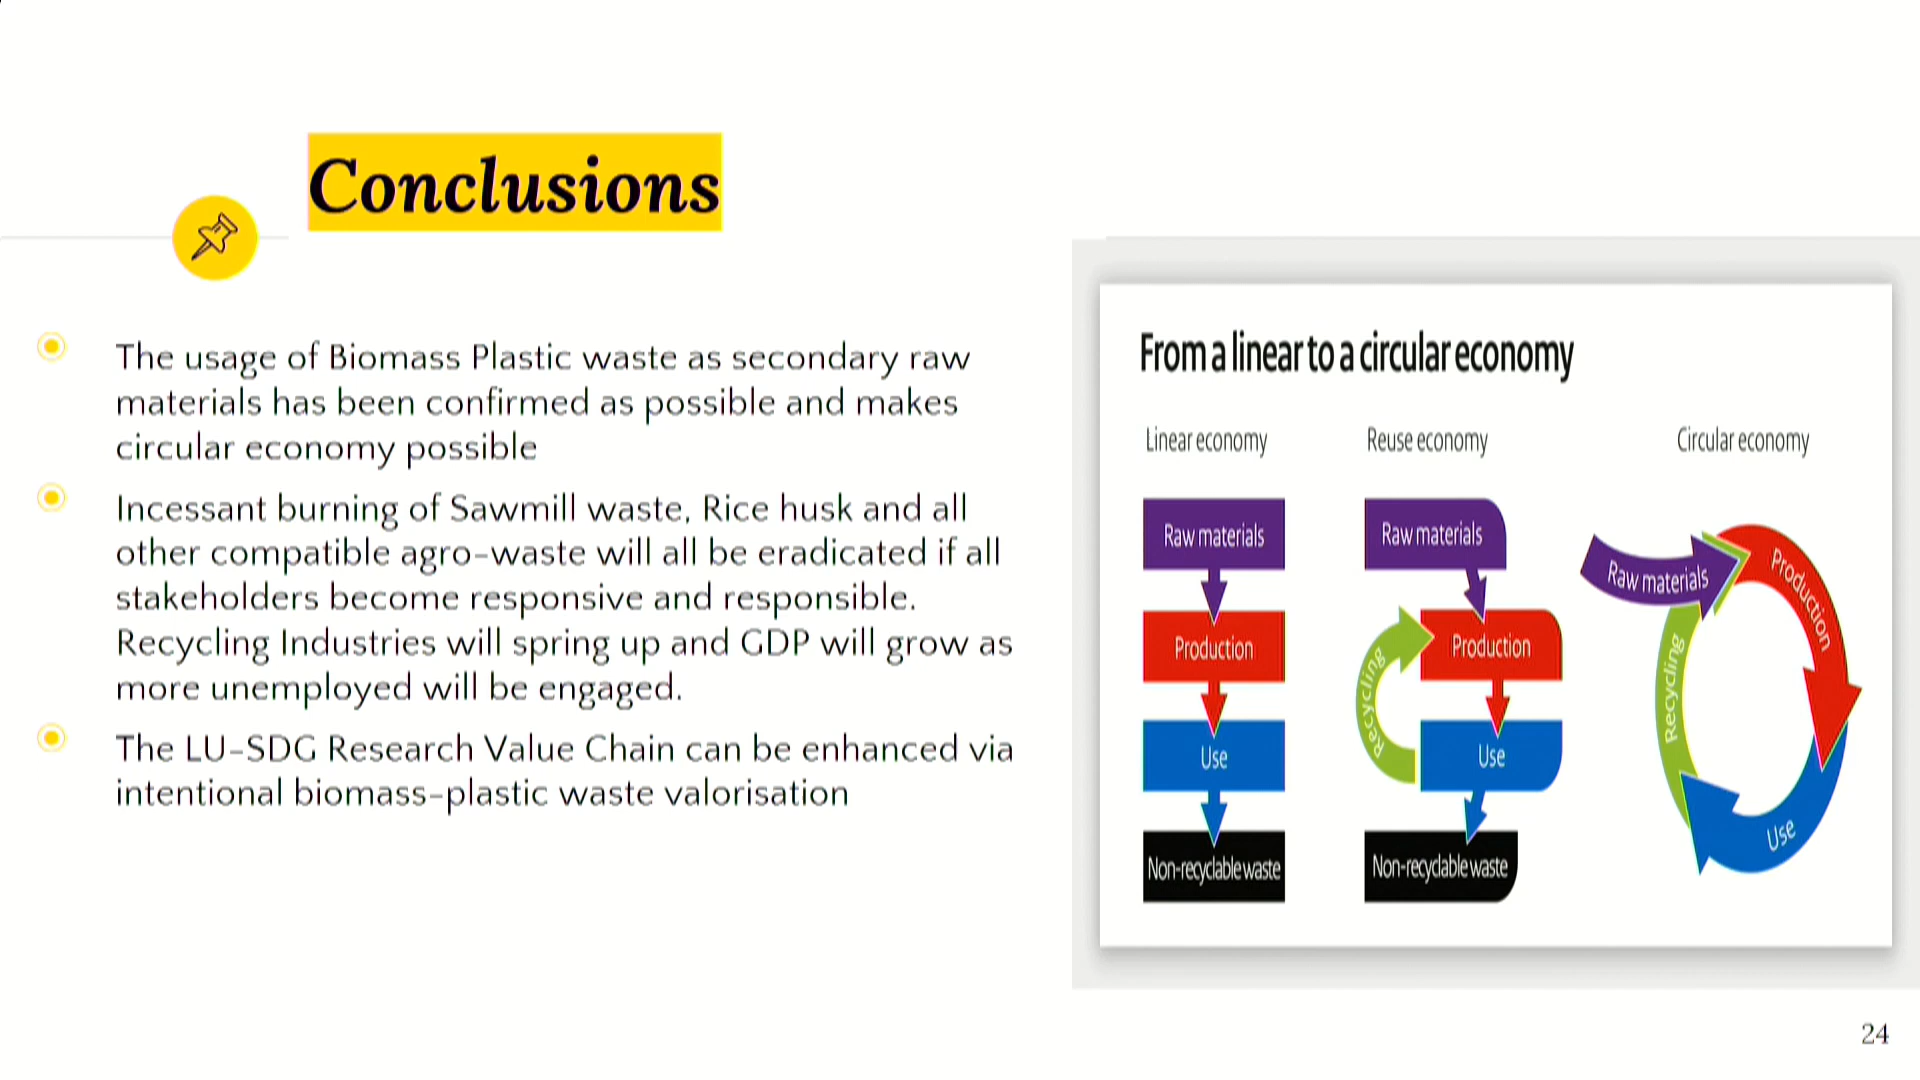 Conclusions
The usage of Biomass Plastic waste as secondary raw
materials has been confirmed as possible and makes
circular economy possible
Incessant burning of Sawmill waste, Rice husk and all
other compatible agro-waste will all be eradicated if all
stakeholders become responsive and responsible.
Recycling Industries will spring up and GDP will grow as
more unemployed will be engaged.
The LU-SDG Research Value Chain can be enhanced via
intentional biomass-plastic waste valorisation
From a linear to a circular economy
Linear economy
Raw materials
Production
Use
Non-recyclable waste
Reuse economy
Raw materials
Production
Recycling
Use
Non-recyclable waste
Circular economy
Raw materials
Production
Recycling
Use
24